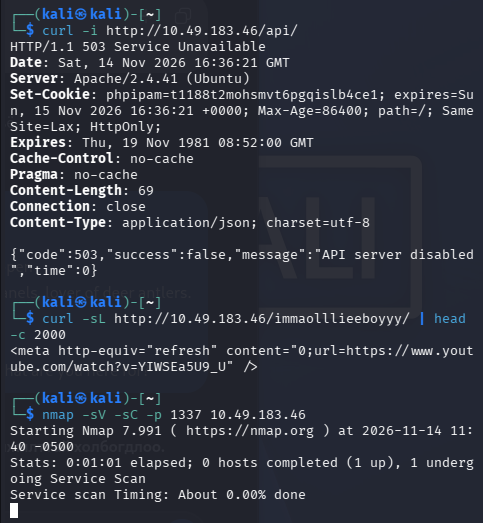 ┌──(kali㉿kali)-[~]
└─$ curl -i http://10.49.183.46/api/
HTTP/1.1 503 Service Unavailable
Date: Sat, 14 Nov 2026 16:36:21 GMT
Server: Apache/2.4.41 (Ubuntu)
Set-Cookie: phpipam=t1188t2mohsmvt6pgqislb4ce1; expires=Su
n, 15 Nov 2026 16:36:21 +0000; Max-Age=86400; path=/; Same
Site=Lax; HttpOnly;
Expires: Thu, 19 Nov 1981 08:52:00 GMT
Cache-Control: no-cache
Pragma: no-cache
Content-Length: 69
Connection: close
Content-Type: application/json; charset=utf-8
{"code":503,"success":false,"message":"API server disabled
","time":0}
┌──(kali㉿kali)-[~]
└─$ curl -sL http://10.49.183.46/immaolllieeboyyy/ | head
-c 2000
<meta http-equiv="refresh" content="0;url=https://www.yout
ube.com/watch?v=YIWSEa5U9_U" />
┌──(kali㉿kali)-[~]
└─$ nmap -sV -sC -p 1337 10.49.183.46
Starting Nmap 7.991 ( https://nmap.org ) at 2026-11-14 11:
40 -0500
Stats: 0:01:01 elapsed; 0 hosts completed (1 up), 1 underg
oing Service Scan
Service scan Timing: About 0.00% done